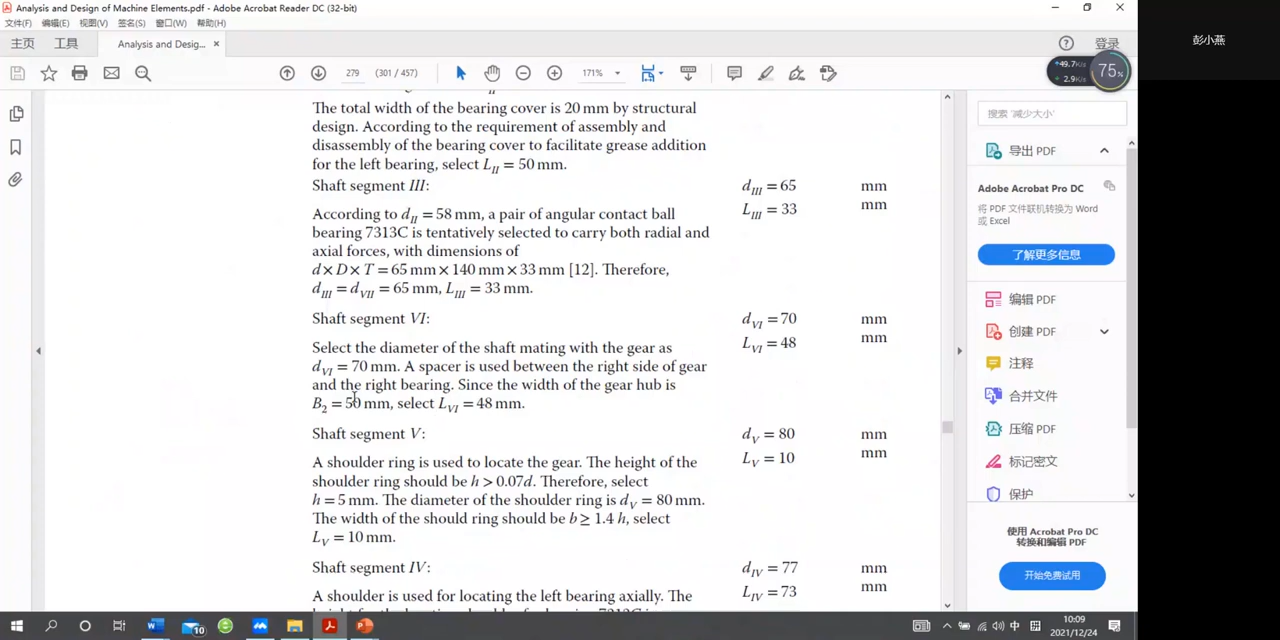 Analysis and Design of Machine Elements.pdf - Adobe Acrobat Reader DC (32-bit)
文件(F) 编辑(E) 视图(V) 签名(S) 窗口(W) 帮助(H)
主页 工具 Analysis and Desig... × 登录
279 (301 / 457) 171%
↑49.7K/s
↓2.9K/s
75%
彭小燕
The total width of the bearing cover is 20 mm by structural
design. According to the requirement of assembly and
disassembly of the bearing cover to facilitate grease addition
for the left bearing, select L_II = 50 mm.
Shaft segment III: d_III = 65 mm
L_III = 33 mm
According to d_II = 58 mm, a pair of angular contact ball
bearing 7313C is tentatively selected to carry both radial and
axial forces, with dimensions of
d × D × T = 65 mm × 140 mm × 33 mm [12]. Therefore,
d_III = d_VII = 65 mm, L_III = 33 mm.
Shaft segment VI: d_VI = 70 mm
L_VI = 48 mm
Select the diameter of the shaft mating with the gear as
d_VI = 70 mm. A spacer is used between the right side of gear
and the right bearing. Since the width of the gear hub is
B_2 = 50 mm, select L_VI = 48 mm.
Shaft segment V: d_V = 80 mm
L_V = 10 mm
A shoulder ring is used to locate the gear. The height of the
shoulder ring should be h > 0.07d. Therefore, select
h = 5 mm. The diameter of the shoulder ring is d_V = 80 mm.
The width of the should ring should be b ≥ 1.4 h, select
L_V = 10 mm.
Shaft segment IV: d_IV = 77 mm
L_IV = 73 mm
A shoulder is used for locating the left bearing axially. The
搜索 '减少大小'
导出 PDF
Adobe Acrobat Pro DC
将 PDF 文件联机转换为 Word
或 Excel
了解更多信息
编辑 PDF
创建 PDF
注释
合并文件
压缩 PDF
标记密文
保护
使用 Acrobat Pro DC
转换和编辑 PDF
开始免费试用
10
中
10:09
2021/12/24